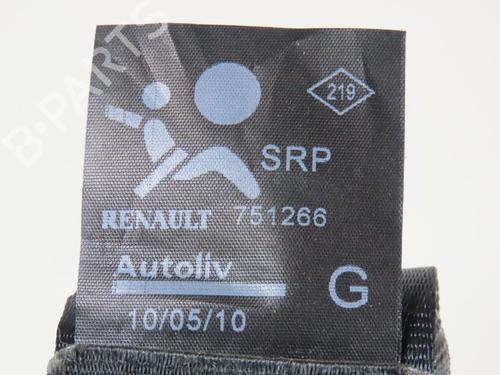 B-PARTS
219
SRP
RENAULT 751266
Autoliv
G
10/05/10